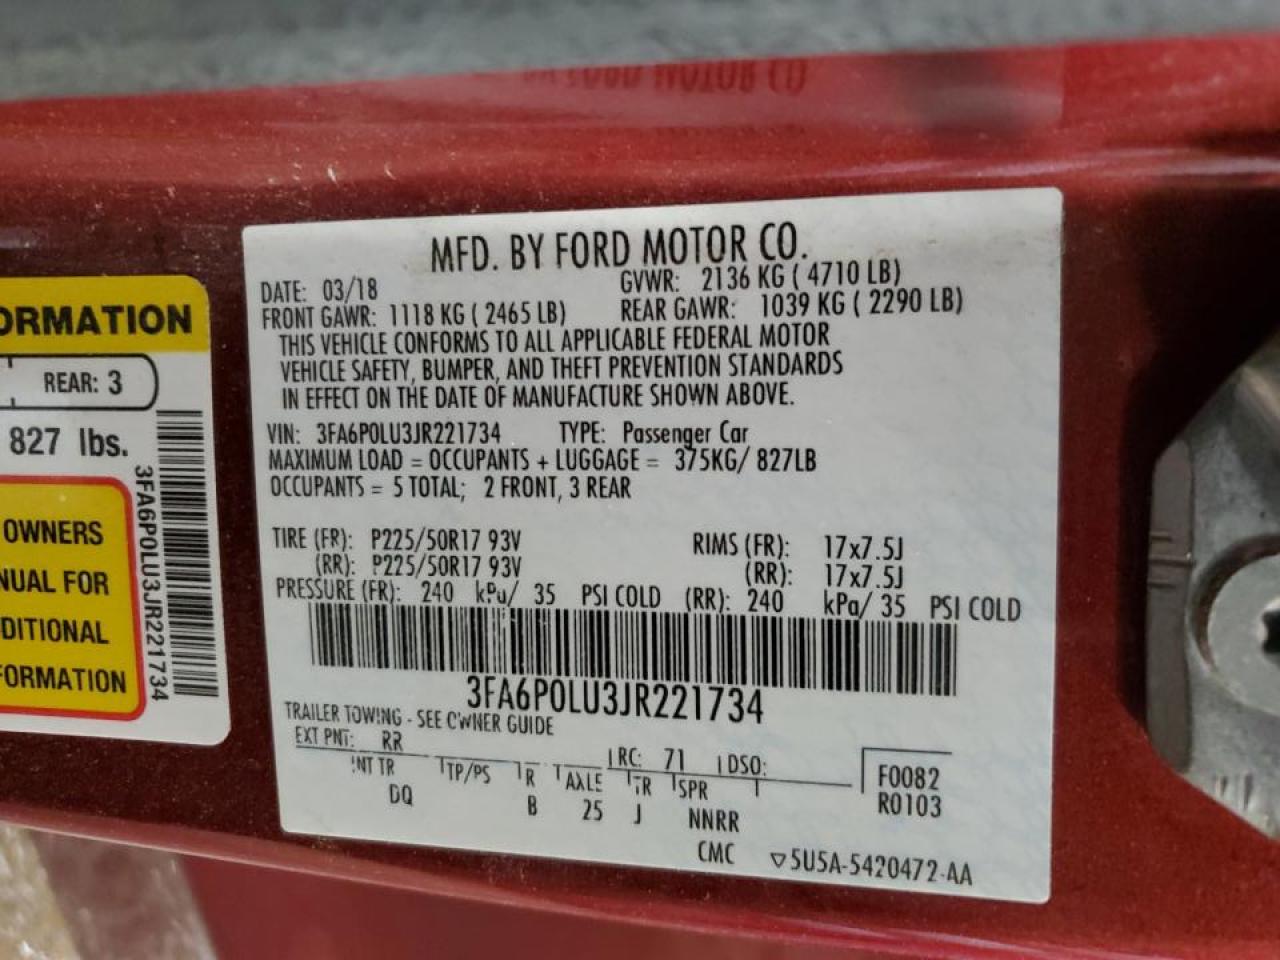 MFD. BY FORD MOTOR CO.
DATE: 03/18 GVWR: 2136 KG ( 4710 LB)
FRONT GAWR: 1118 KG ( 2465 LB) REAR GAWR: 1039 KG ( 2290 LB)
THIS VEHICLE CONFORMS TO ALL APPLICABLE FEDERAL MOTOR
VEHICLE SAFETY, BUMPER, AND THEFT PREVENTION STANDARDS
IN EFFECT ON THE DATE OF MANUFACTURE SHOWN ABOVE.
VIN: 3FA6P0LU3JR221734 TYPE: Passenger Car
MAXIMUM LOAD = OCCUPANTS + LUGGAGE = 375KG/ 827LB
OCCUPANTS = 5 TOTAL; 2 FRONT, 3 REAR
TIRE (FR): P225/50R17 93V RIMS (FR): 17x7.5J
(RR): P225/50R17 93V (RR): 17x7.5J
PRESSURE (FR): 240 kPa/ 35 PSI COLD (RR): 240 kPa/ 35 PSI COLD
3FA6P0LU3JR221734
TRAILER TOWING - SEE OWNER GUIDE
EXT PNT: RR RC: 71 DSO:
INT TR TP/PS R AXLE TR SPR F0082
DQ B 25 J NNRR R0103
CMC ▽5U5A-5420472-AA
ORMATION
REAR: 3
827 lbs.
OWNERS
NUAL FOR
DITIONAL
FORMATION
3FA6P0LU3JR221734